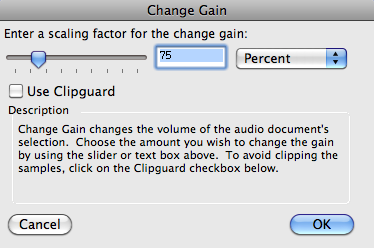 Change Gain
Enter a scaling factor for the change gain:
75 Percent
Use Clipguard
Description
Change Gain changes the volume of the audio document's
selection. Choose the amount you wish to change the gain
by using the slider or text box above. To avoid clipping the
samples, click on the Clipguard checkbox below.
Cancel OK